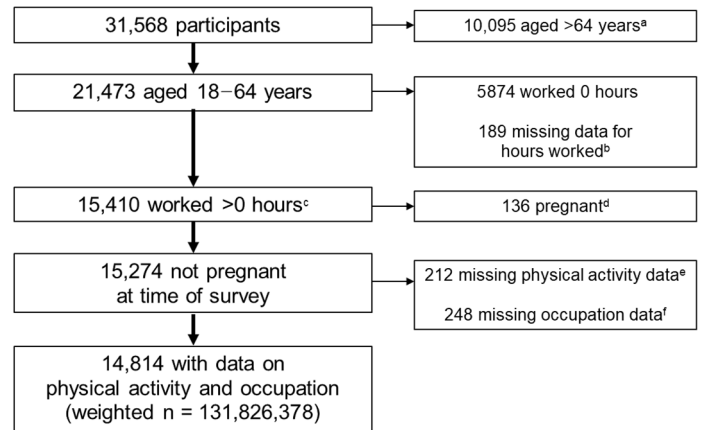 31,568 participants
10,095 aged >64 yearsᵃ
21,473 aged 18−64 years
5874 worked 0 hours
189 missing data for
hours workedᵇ
15,410 worked >0 hoursᶜ
136 pregnantᵈ
15,274 not pregnant
at time of survey
212 missing physical activity dataᵉ
248 missing occupation dataᶠ
14,814 with data on
physical activity and occupation
(weighted n = 131,826,378)